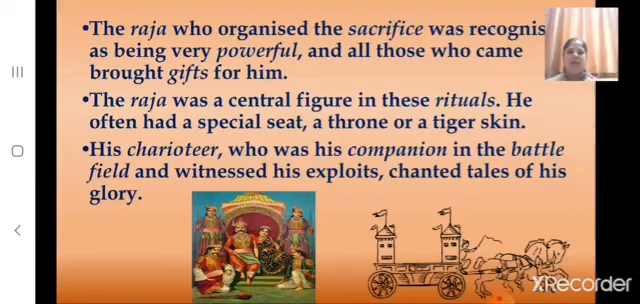 •The raja who organised the sacrifice was recognis
as being very powerful, and all those who came
brought gifts for him.
•The raja was a central figure in these rituals. He
often had a special seat, a throne or a tiger skin.
•His charioteer, who was his companion in the battle
field and witnessed his exploits, chanted tales of his
glory.
XRecorder